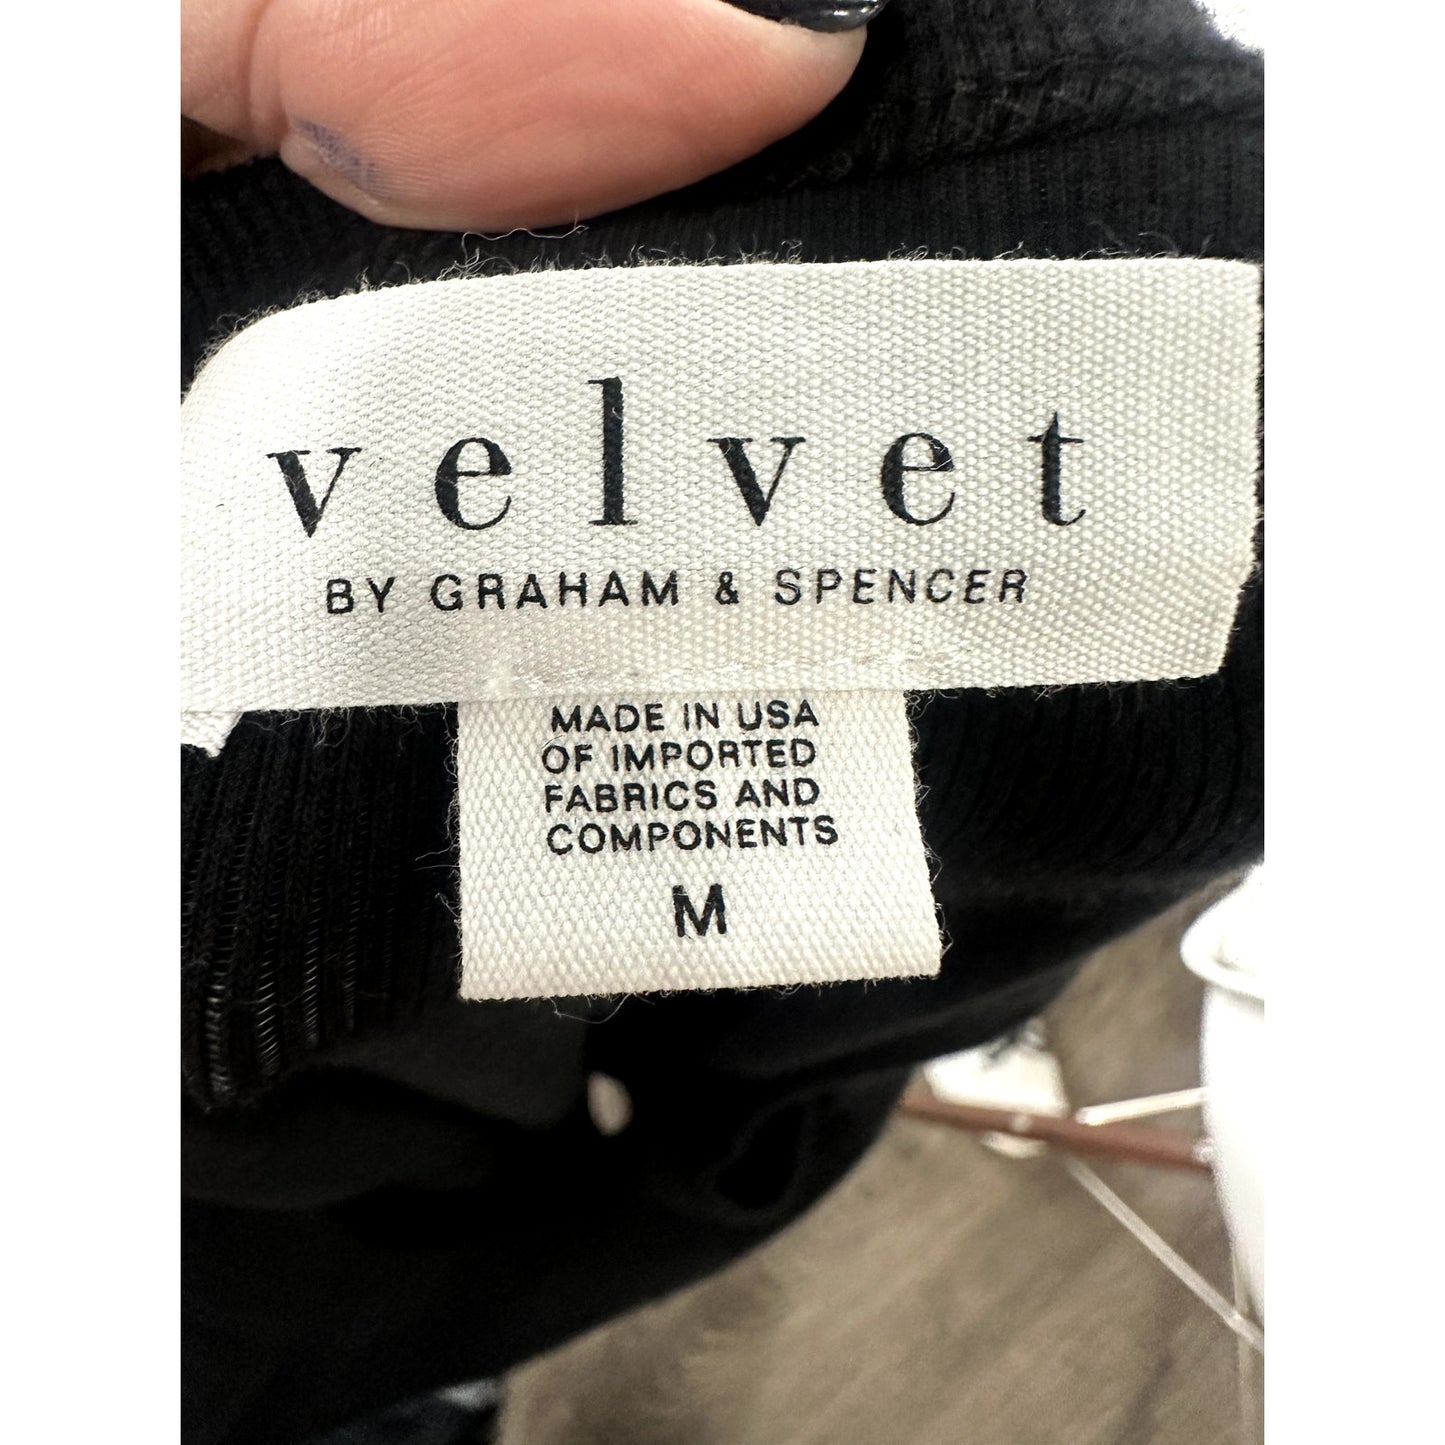 velvet
BY GRAHAM & SPENCER
MADE IN USA
OF IMPORTED
FABRICS AND
COMPONENTS
M